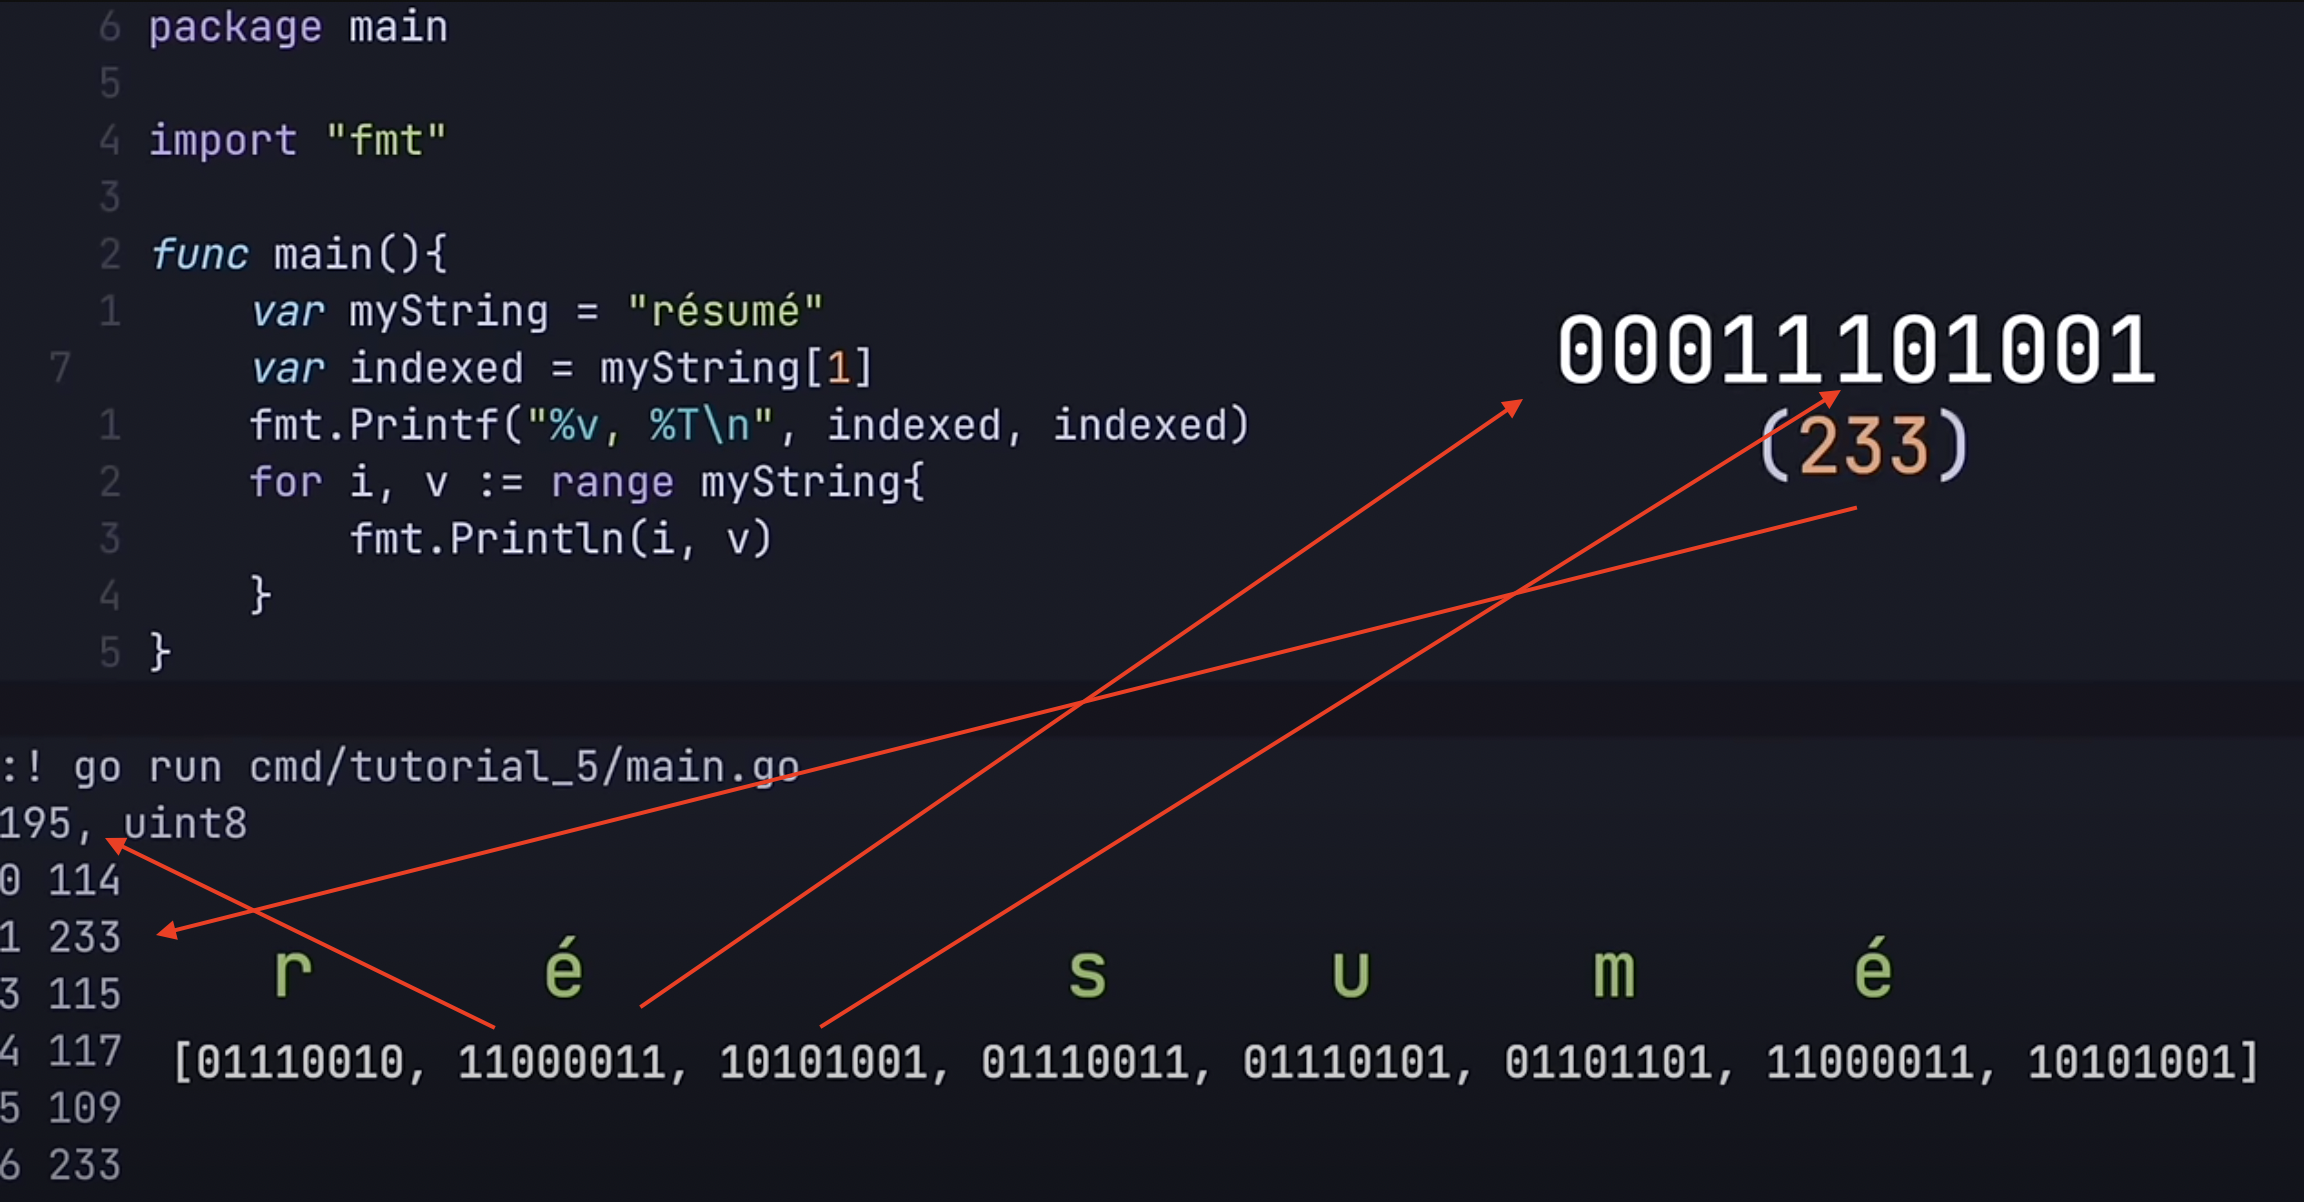 6 package main
5
4 import "fmt"
3
2 func main(){
1 var myString = "résumé"
7 var indexed = myString[1]
1 fmt.Printf("%v, %T\n", indexed, indexed)
2 for i, v := range myString{
3 fmt.Println(i, v)
4 }
5 }
00011101001
(233)
:! go run cmd/tutorial_5/main.go
195, uint8
0 114
1 233
3 115
4 117
5 109
6 233
r é s u m é
[01110010, 11000011, 10101001, 01110011, 01110101, 01101101, 11000011, 10101001]